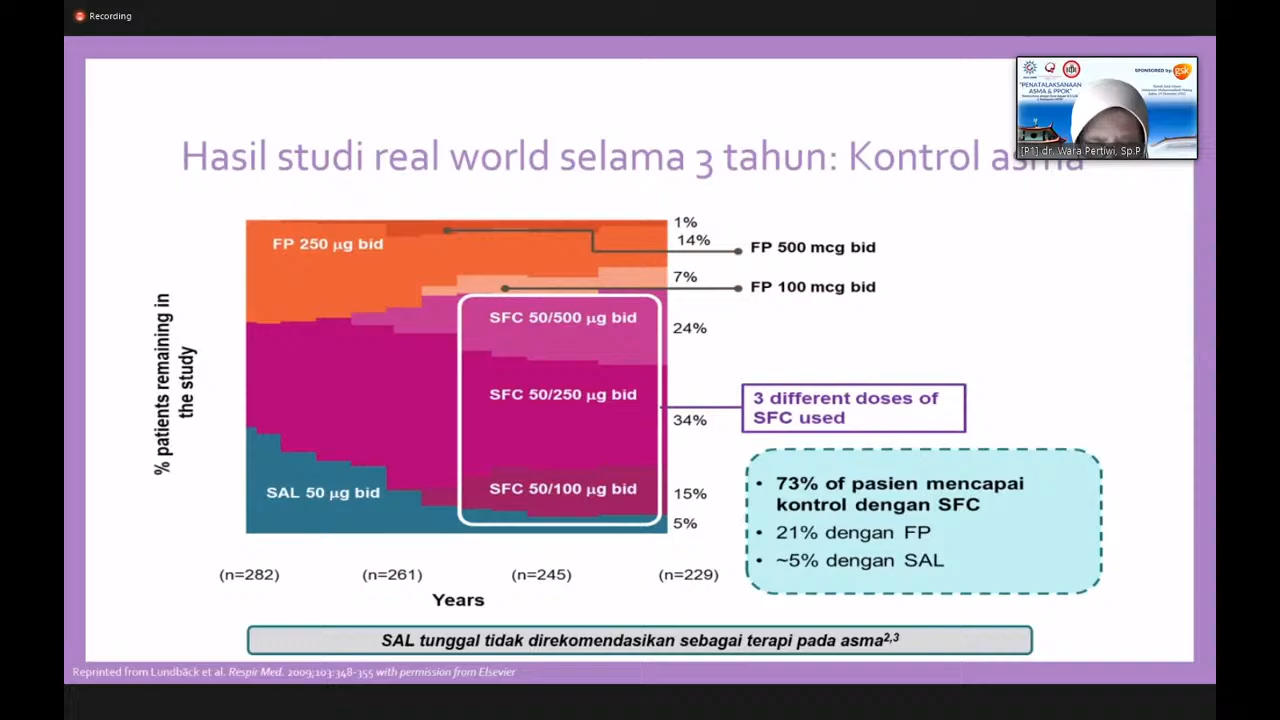 Recording
SPONSORED by:
gsk
"PENATALAKSANAAN
ASMA & PPOK"
[P1] dr. Wara Pertiwi, Sp.P
Hasil studi real world selama 3 tahun: Kontrol asma
% patients remaining in
the study
FP 250 µg bid
SAL 50 µg bid
SFC 50/500 µg bid
SFC 50/250 µg bid
SFC 50/100 µg bid
1%
14%
7%
24%
34%
15%
5%
FP 500 mcg bid
FP 100 mcg bid
3 different doses of
SFC used
• 73% of pasien mencapai
kontrol dengan SFC
• 21% dengan FP
• ~5% dengan SAL
(n=282) (n=261) (n=245) (n=229)
Years
SAL tunggal tidak direkomendasikan sebagai terapi pada asma2,3
Reprinted from Lundbäck et al. Respir Med. 2009;103:348-355 with permission from Elsevier